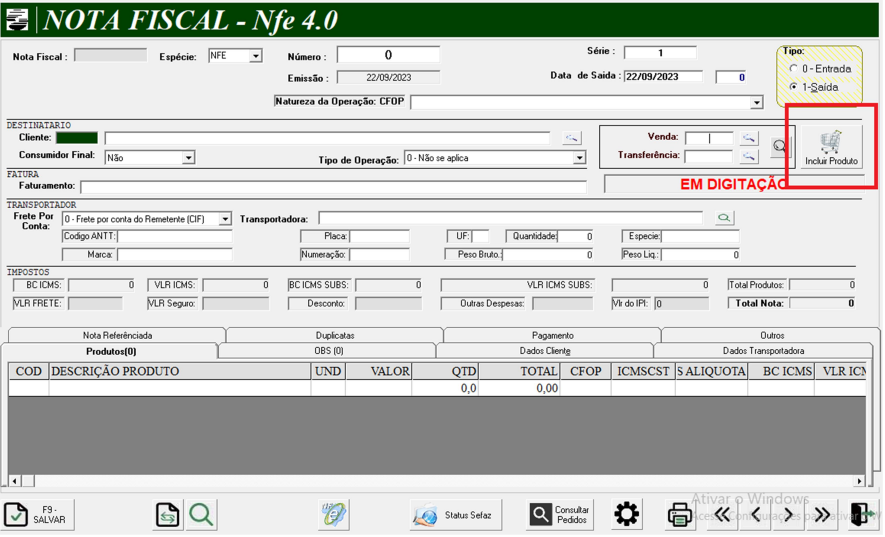 NOTA FISCAL - Nfe 4.0
Nota Fiscal : Espécie: NFE Número : 0 Série : 1 Tipo:
0 - Entrada
Emissão : 22/09/2023 Data de Saida : 22/09/2023 0
1-Saída
Natureza da Operação: CFOP
DESTINATARIO
Cliente: Venda:
Consumidor Final: Não Tipo de Operação: 0 - Não se aplica Transferência: Incluir Produto
FATURA
Faturamento: EM DIGITAÇÃO
TRANSPORTADOR
Frete Por Conta: 0 - Frete por conta do Remetente (CIF) Transportadora:
Codigo ANTT: Placa: UF: Quantidade: 0 Especie:
Marca: Numeração: Peso Bruto.: 0 Peso Liq.: 0
IMPOSTOS
BC ICMS: 0 VLR ICMS: 0 BC ICMS SUBS: 0 VLR ICMS SUBS: 0 Total Produtos: 0
VLR FRETE: VLR Seguro: Desconto: Outras Despesas: Vlr do IPI: 0 Total Nota: 0
Nota Referênciada Duplicatas Pagamento Outros
Produtos(0) OBS (0) Dados Cliente Dados Transportadora
COD DESCRIÇÃO PRODUTO UND VALOR QTD TOTAL CFOP ICMSCST S ALIQUOTA BC ICMS VLR ICM
0,0 0,00
F9 - SALVAR Status Sefaz Consultar Pedidos
Ativar o Windows
Acesse Configurações para ativar o W